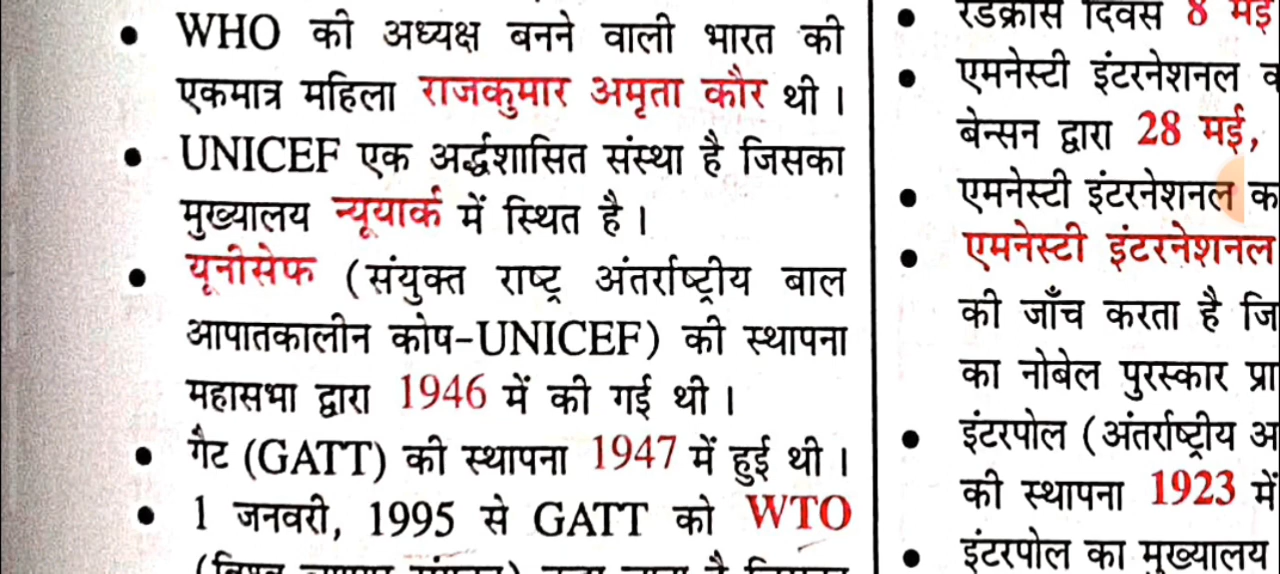 WHO की अध्यक्ष बनने वाली भारत की
एकमात्र महिला राजकुमार अमृता कौर थी ।
UNICEF एक अर्द्धशासित संस्था है जिसका
मुख्यालय न्यूयार्क में स्थित है ।
यूनीसेफ (संयुक्त राष्ट्र अंतर्राष्ट्रीय बाल
आपातकालीन कोष-UNICEF) की स्थापना
महासभा द्वारा 1946 में की गई थी ।
गैट (GATT) की स्थापना 1947 में हुई थी ।
1 जनवरी, 1995 से GATT को WTO
रेडक्रास दिवस 8 मई
एमनेस्टी इंटरनेशनल
बेन्सन द्वारा 28 मई,
एमनेस्टी इंटरनेशनल
एमनेस्टी इंटरनेशनल
की जाँच करता है
का नोबेल पुरस्कार
इंटरपोल (अंतर्राष्ट्रीय
की स्थापना 1923 में
इंटरपोल का मुख्यालय